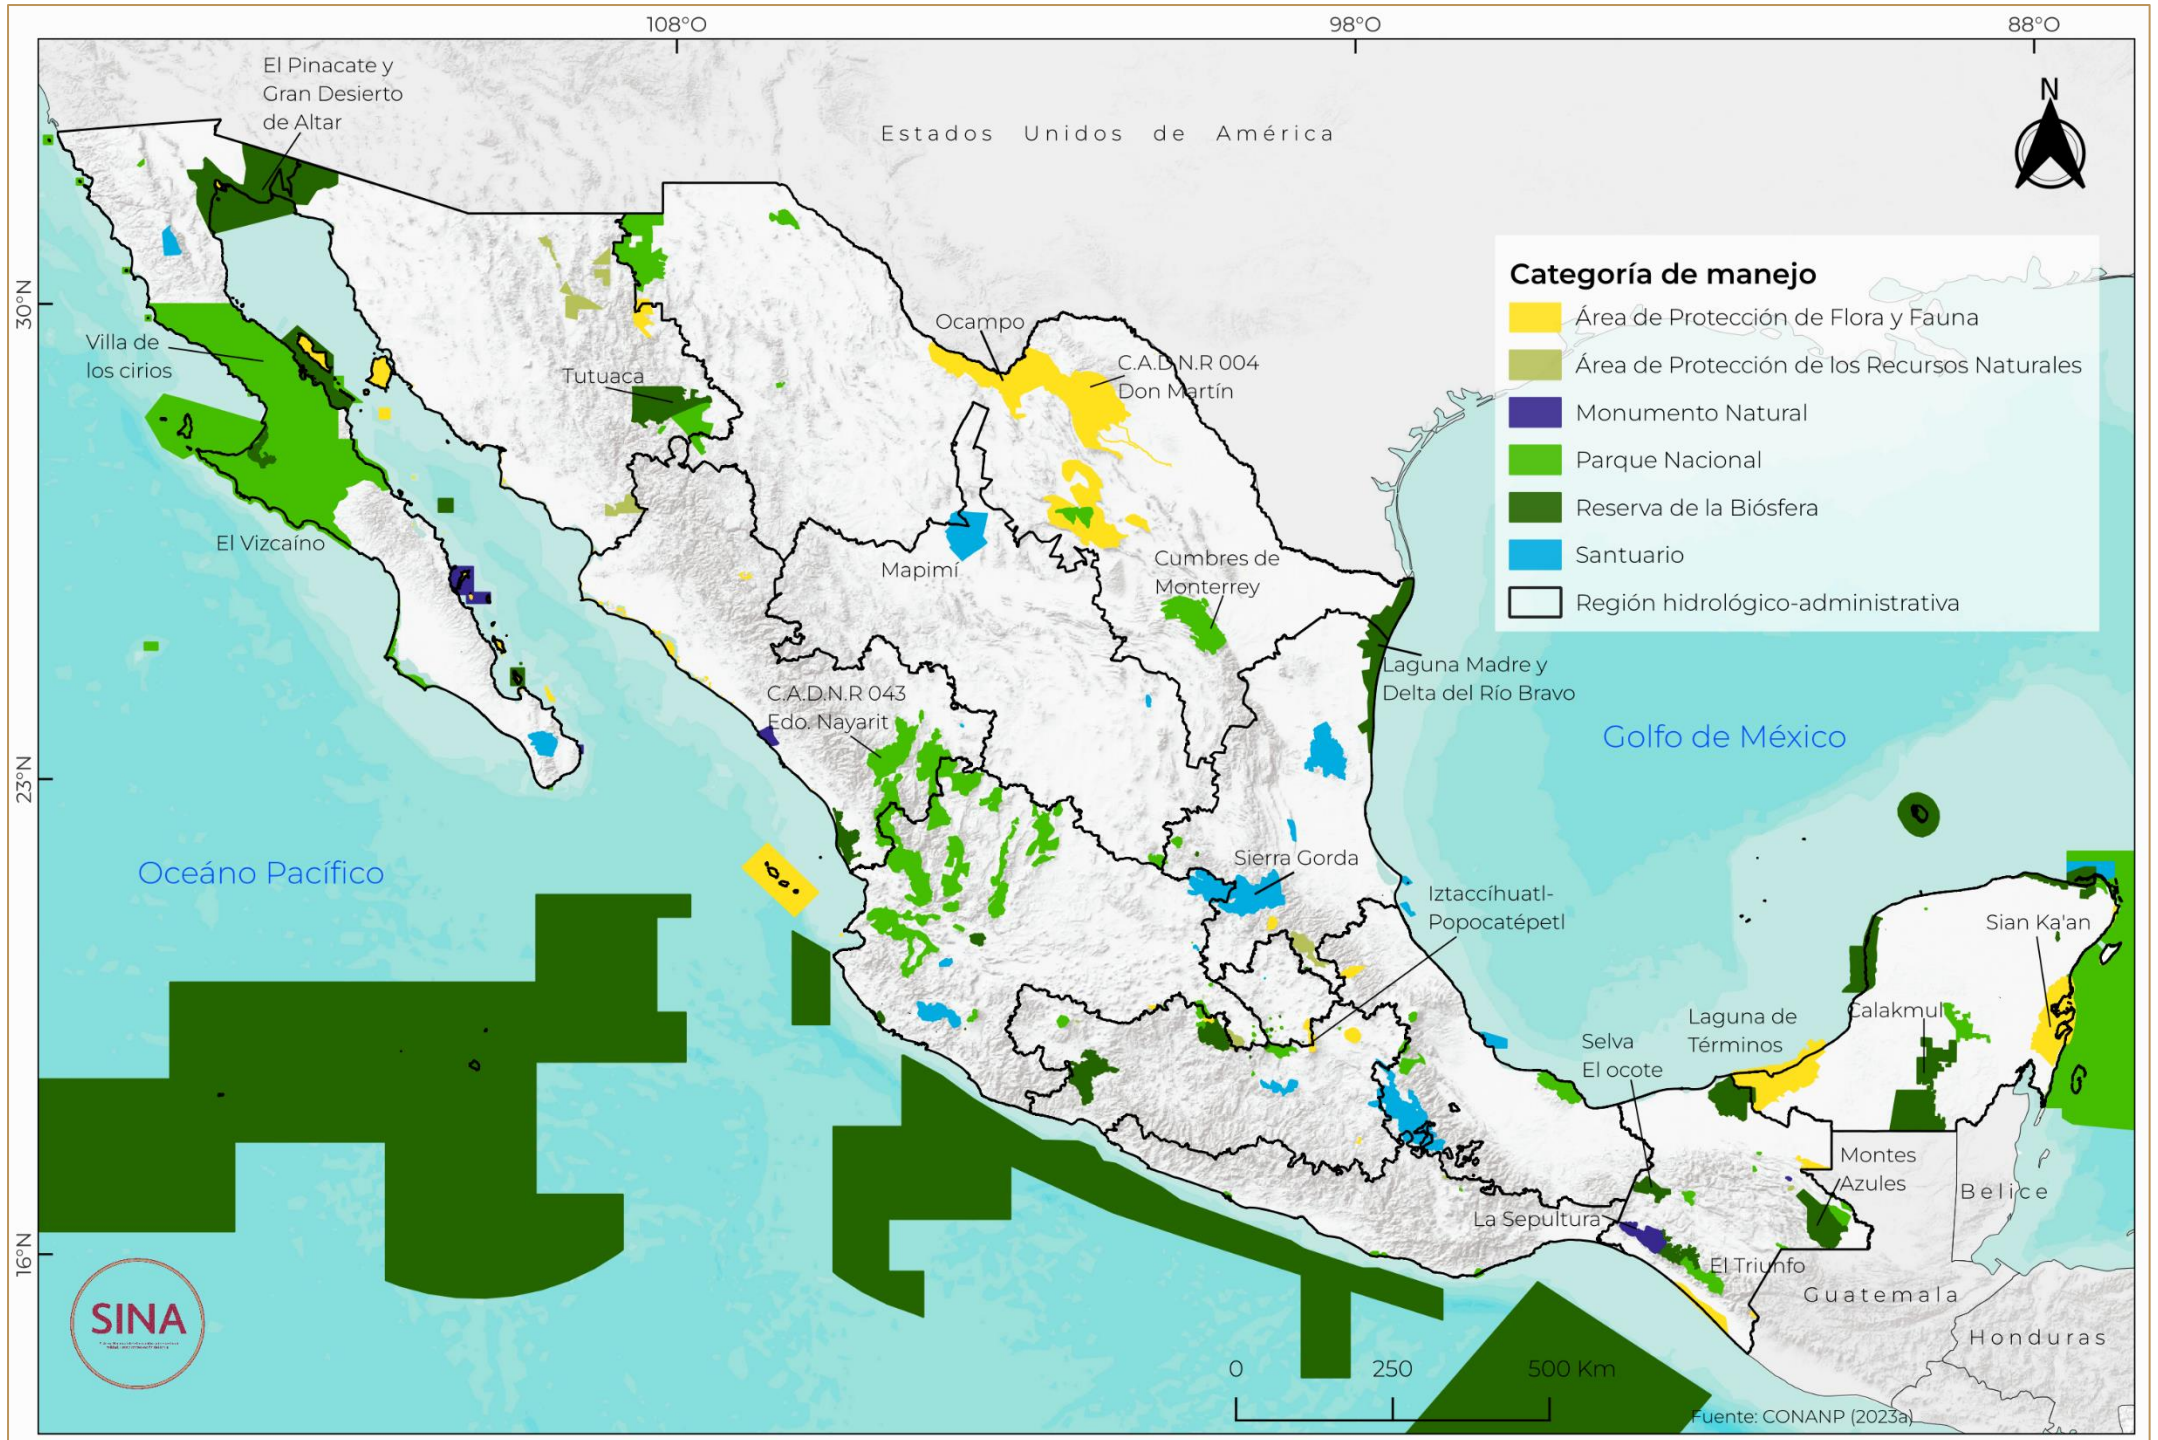 108°O
98°O
88°O
El Pinacate y
Gran Desierto
de Altar
Estados Unidos de América
N
30°N
23°N
16°N
Categoría de manejo
Área de Protección de Flora y Fauna
Área de Protección de los Recursos Naturales
Monumento Natural
Parque Nacional
Reserva de la Biósfera
Santuario
Región hidrológico-administrativa
Villa de
los cirios
Ocampo
C.A.D.N.R 004
Don Martín
Tutuaca
El Vizcaíno
Mapimí
Cumbres de
Monterrey
Laguna Madre y
Delta del Río Bravo
C.A.D.N.R 043
Edo. Nayarit
Golfo de México
Océano Pacífico
Sierra Gorda
Iztaccíhuatl-
Popocatépetl
Sian Ka'an
Calakmul
Laguna de
Términos
Selva
El ocote
Montes
Azules
Belice
La Sepultura
El Triunfo
Guatemala
Honduras
SINA
0 250 500 Km
Fuente: CONANP (2023a)